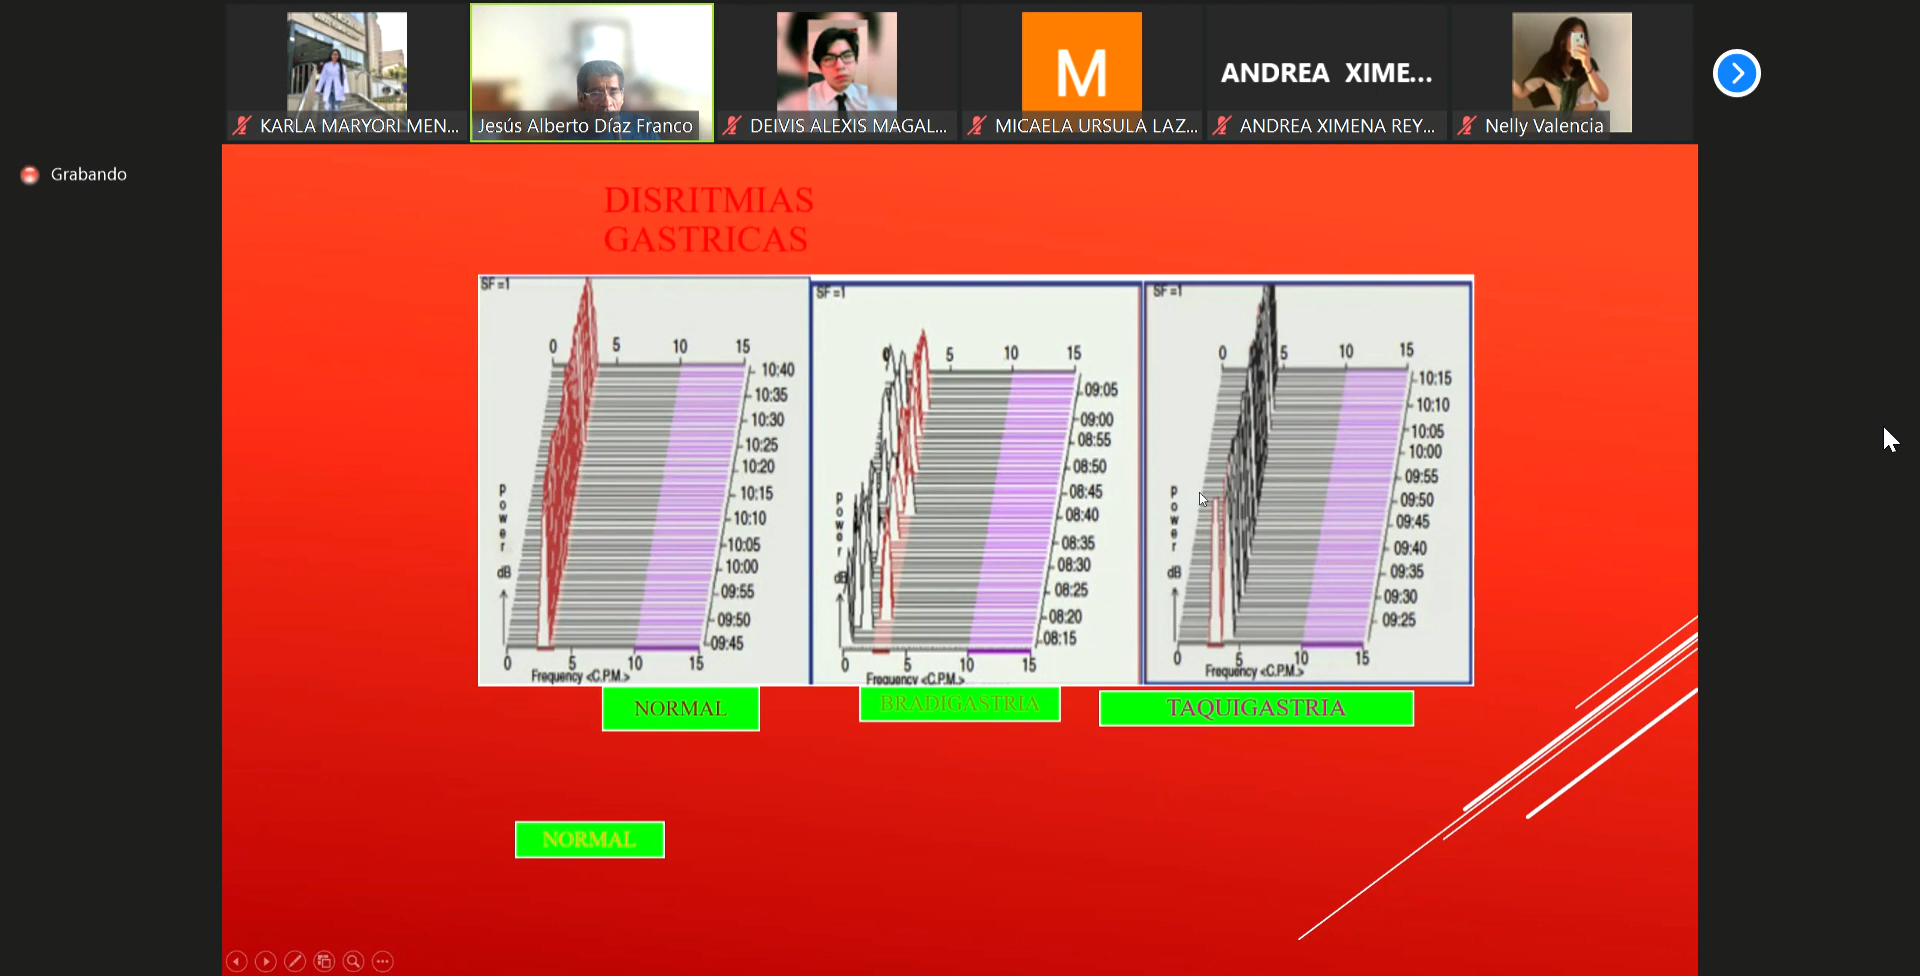 KARLA MARYORI MEN...
Jesús Alberto Díaz Franco
DEIVIS ALEXIS MAGAL...
M
MICAELA URSULA LAZ...
ANDREA XIME...
ANDREA XIMENA REY...
Nelly Valencia
Grabando
DISRITMIAS
GASTRICAS
SF =1
0 5 10 15
10:40
10:35
10:30
10:25
10:20
10:15
10:10
10:05
10:00
09:55
09:50
09:45
power
dB
0 5 10 15
Frequency <C.P.M.>
SF =1
0 5 10 15
09:05
09:00
08:55
08:50
08:45
08:40
08:35
08:30
08:25
08:20
08:15
power
dB
0 5 10 15
Frequency <C.P.M.>
SF =1
0 5 10 15
10:15
10:10
10:05
10:00
09:55
09:50
09:45
09:40
09:35
09:30
09:25
power
dB
0 5 10 15
Frequency <C.P.M.>
NORMAL
BRADIGASTRIA
TAQUIGASTRIA
NORMAL